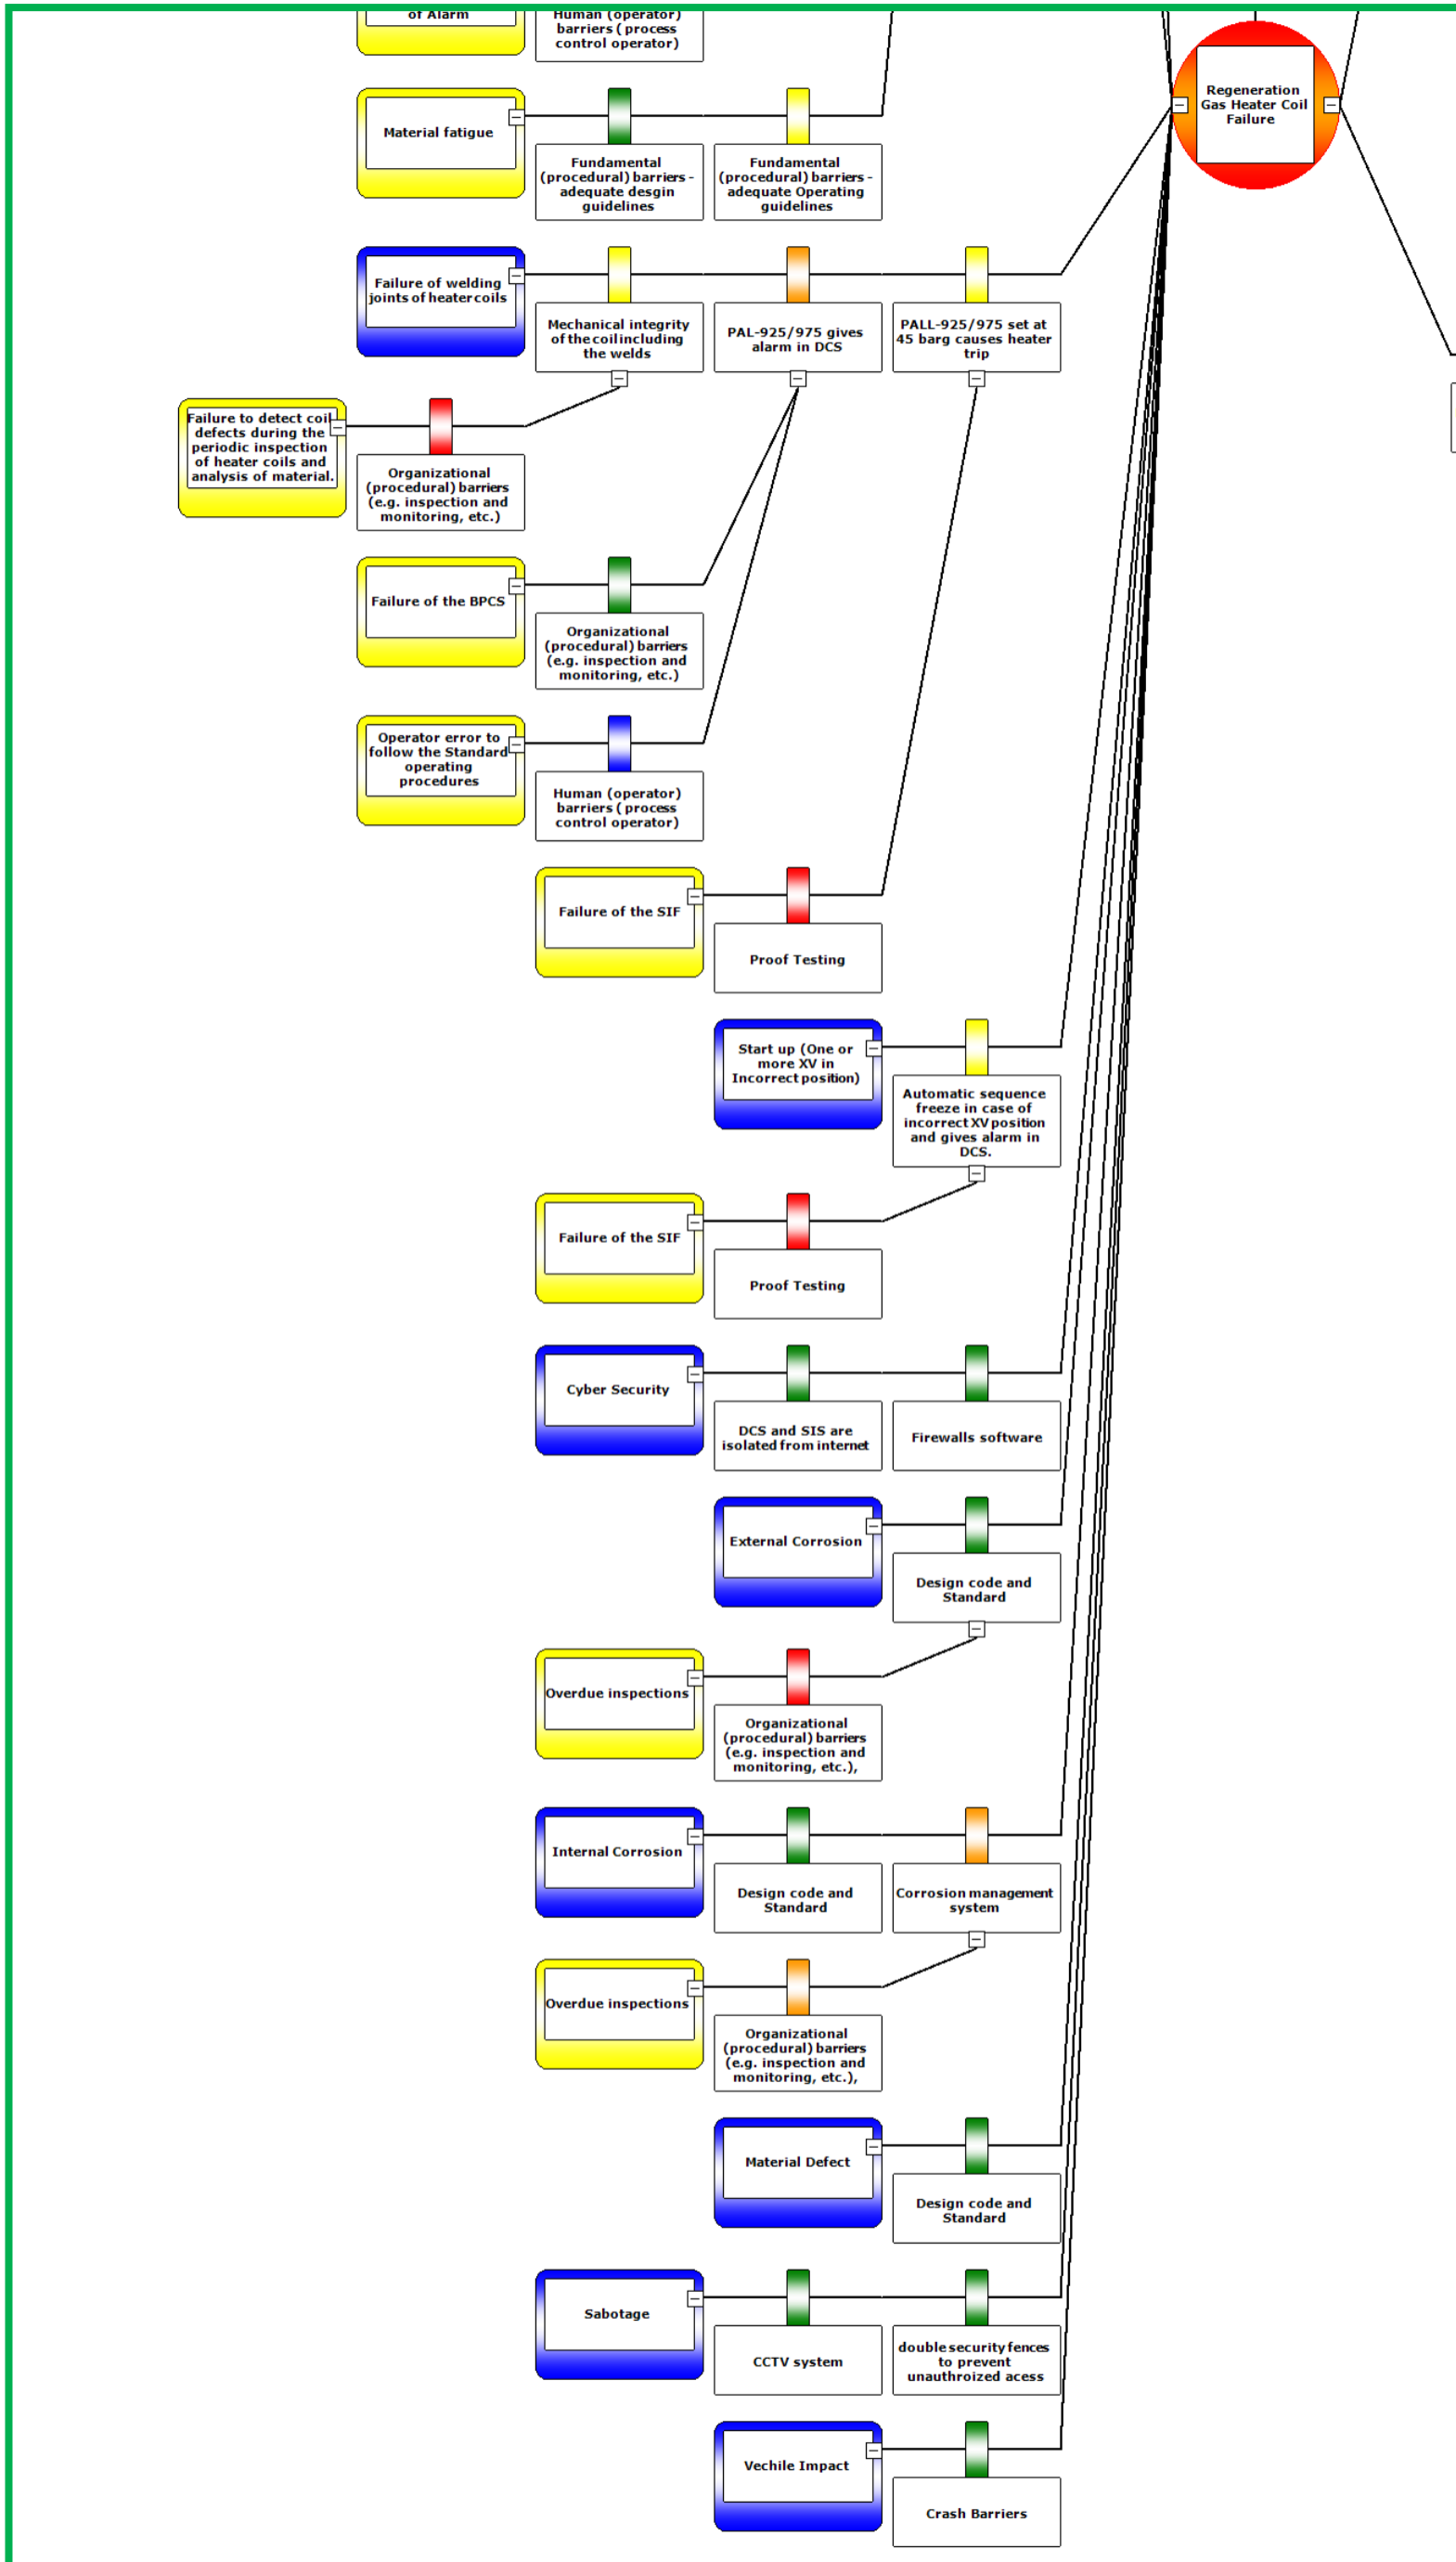 of Alarm
Human (operator)
barriers ( process
control operator)
Regeneration
Gas Heater Coil
Failure
Material fatigue
Fundamental
(procedural) barriers -
adequate desgin
guidelines
Fundamental
(procedural) barriers -
adequate Operating
guidelines
Failure of welding
joints of heater coils
Mechanical integrity
of the coil including
the welds
PAL-925/975 gives
alarm in DCS
PALL-925/975 set at
45 barg causes heater
trip
Failure to detect coil
defects during the
periodic inspection
of heater coils and
analysis of material.
Organizational
(procedural) barriers
(e.g. inspection and
monitoring, etc.)
Failure of the BPCS
Organizational
(procedural) barriers
(e.g. inspection and
monitoring, etc.)
Operator error to
follow the Standard
operating
procedures
Human (operator)
barriers ( process
control operator)
Failure of the SIF
Proof Testing
Start up (One or
more XV in
Incorrect position)
Automatic sequence
freeze in case of
incorrect XV position
and gives alarm in
DCS.
Failure of the SIF
Proof Testing
Cyber Security
DCS and SIS are
isolated from internet
Firewalls software
External Corrosion
Design code and
Standard
Overdue inspections
Organizational
(procedural) barriers
(e.g. inspection and
monitoring, etc.),
Internal Corrosion
Design code and
Standard
Corrosion management
system
Overdue inspections
Organizational
(procedural) barriers
(e.g. inspection and
monitoring, etc.),
Material Defect
Design code and
Standard
Sabotage
CCTV system
double security fences
to prevent
unauthroized acess
Vechile Impact
Crash Barriers